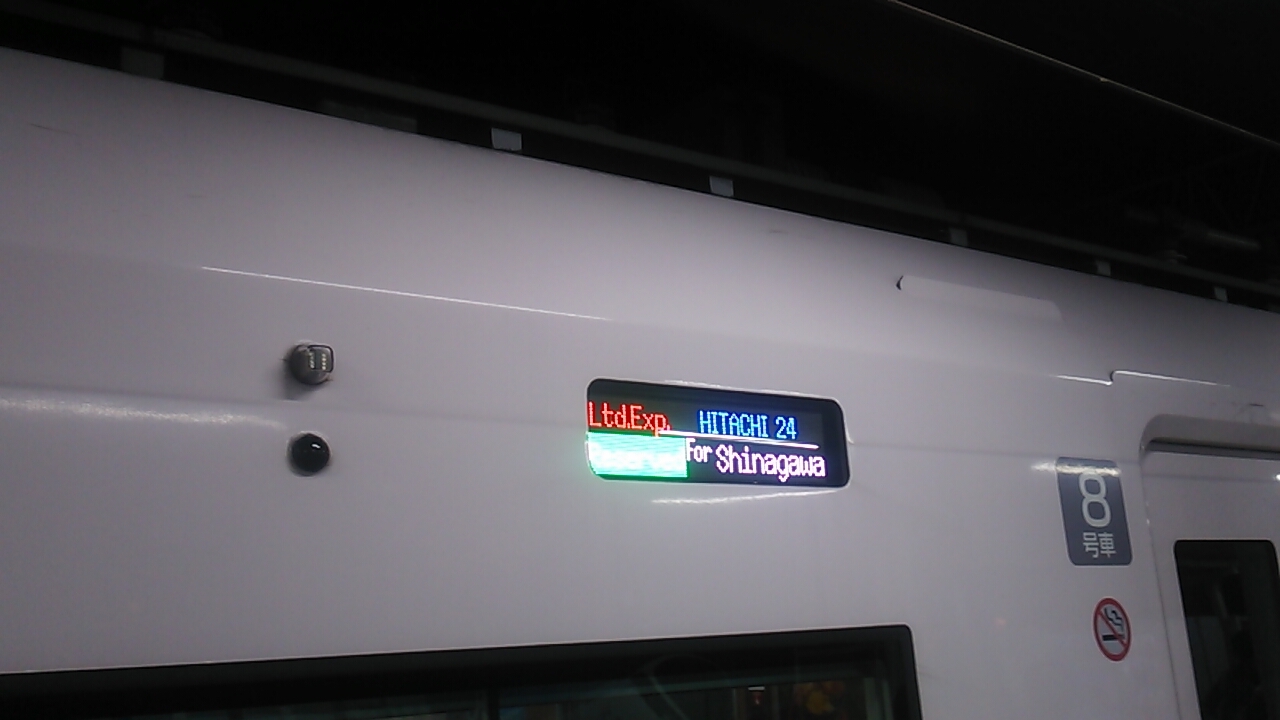 Ltd.Exp. HITACHI 24
Reserved For Shinagawa
8
号車